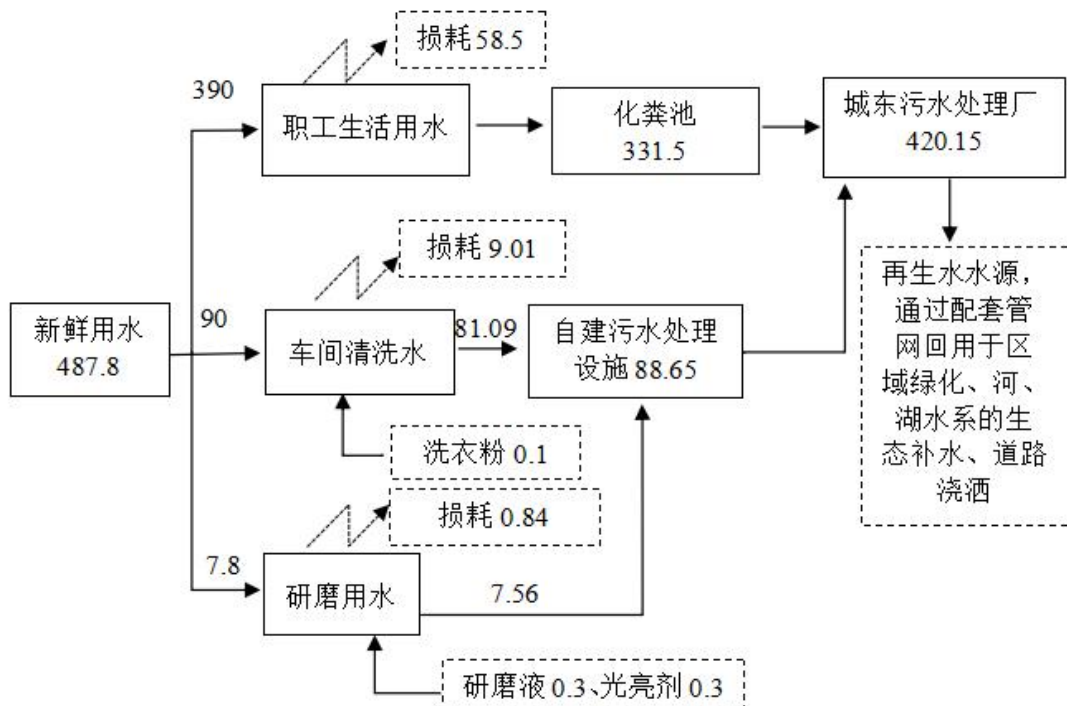 损耗58.5
390
职工生活用水
化粪池
331.5
城东污水处理厂
420.15
损耗 9.01
新鲜用水
487.8
90
车间清洗水
81.09
自建污水处理
设施 88.65
再生水水源，
通过配套管
网回用于区
域绿化、河、
湖水系的生
态补水、道路
浇洒
洗衣粉 0.1
损耗 0.84
7.8
研磨用水
7.56
研磨液 0.3、光亮剂 0.3